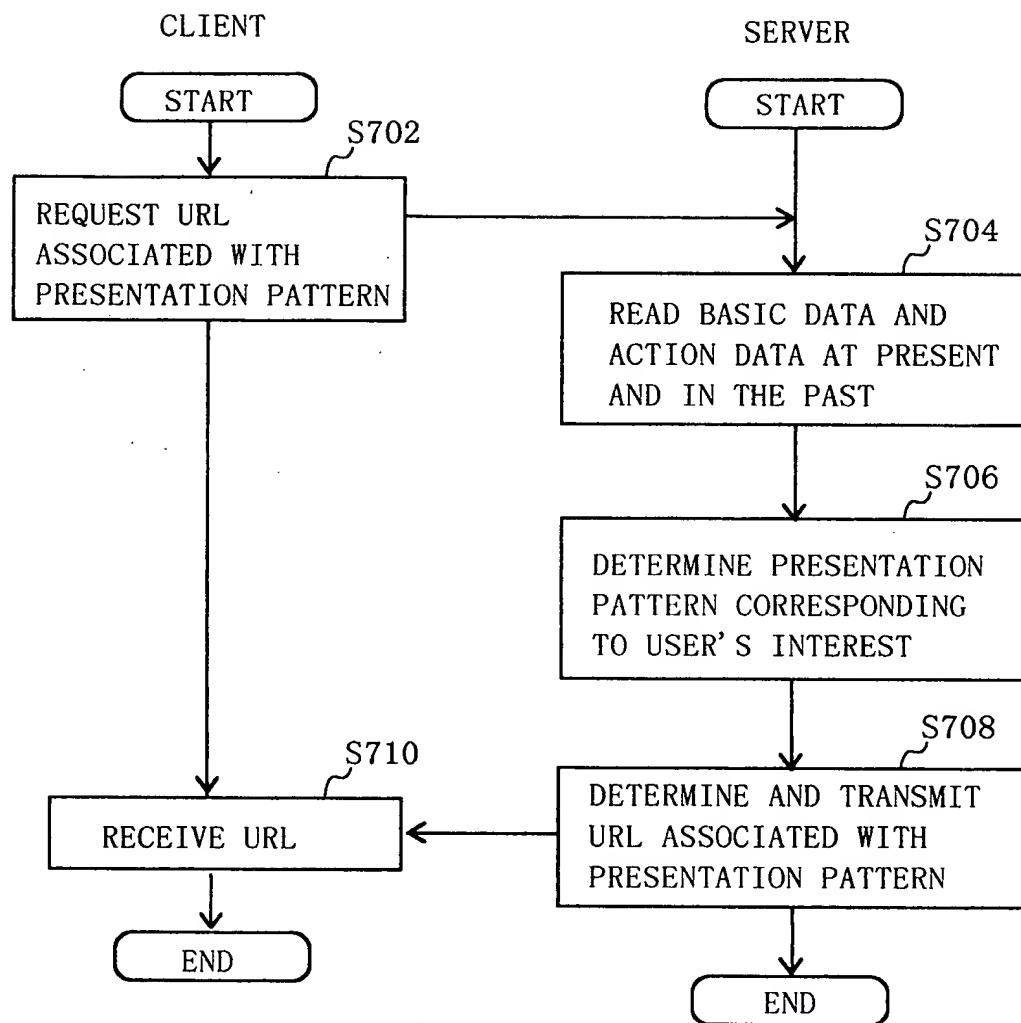 CLIENT
SERVER
START
START
S702
REQUEST URL
ASSOCIATED WITH
PRESENTATION PATTERN
S704
READ BASIC DATA AND
ACTION DATA AT PRESENT
AND IN THE PAST
S706
DETERMINE PRESENTATION
PATTERN CORRESPONDING
TO USER'S INTEREST
S708
DETERMINE AND TRANSMIT
URL ASSOCIATED WITH
PRESENTATION PATTERN
S710
RECEIVE URL
END
END